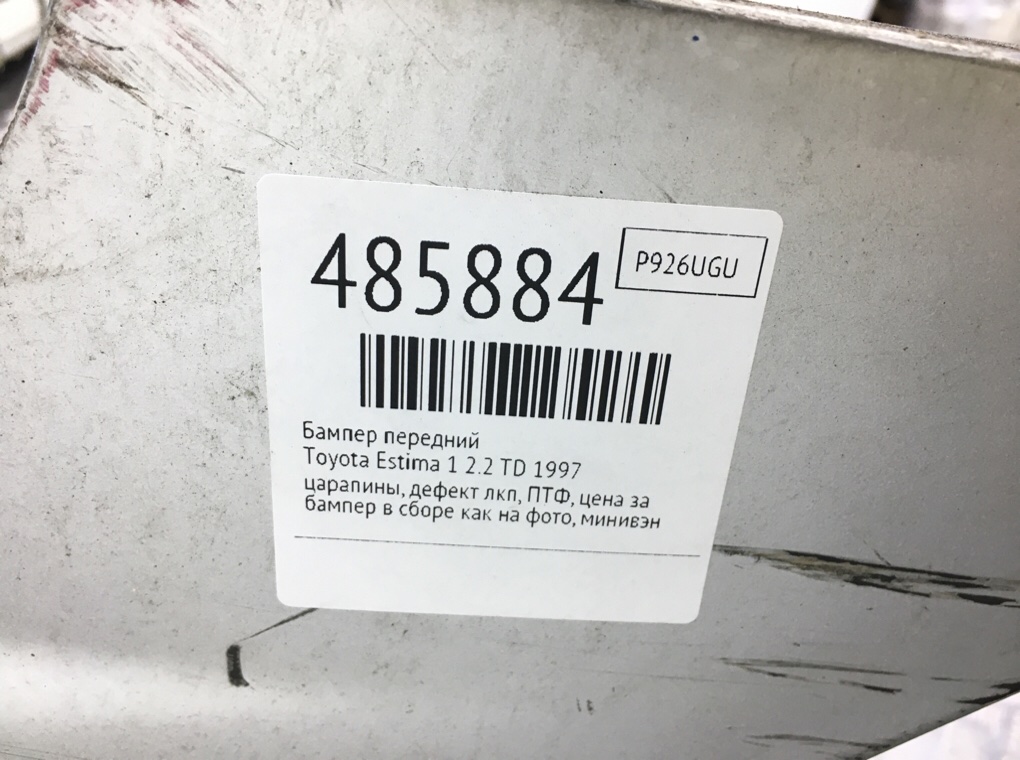 485884
P926UGU
Бампер передний
Toyota Estima 1 2.2 TD 1997
царапины, дефект лкп, ПТФ, цена за
бампер в сборе как на фото, минивэн